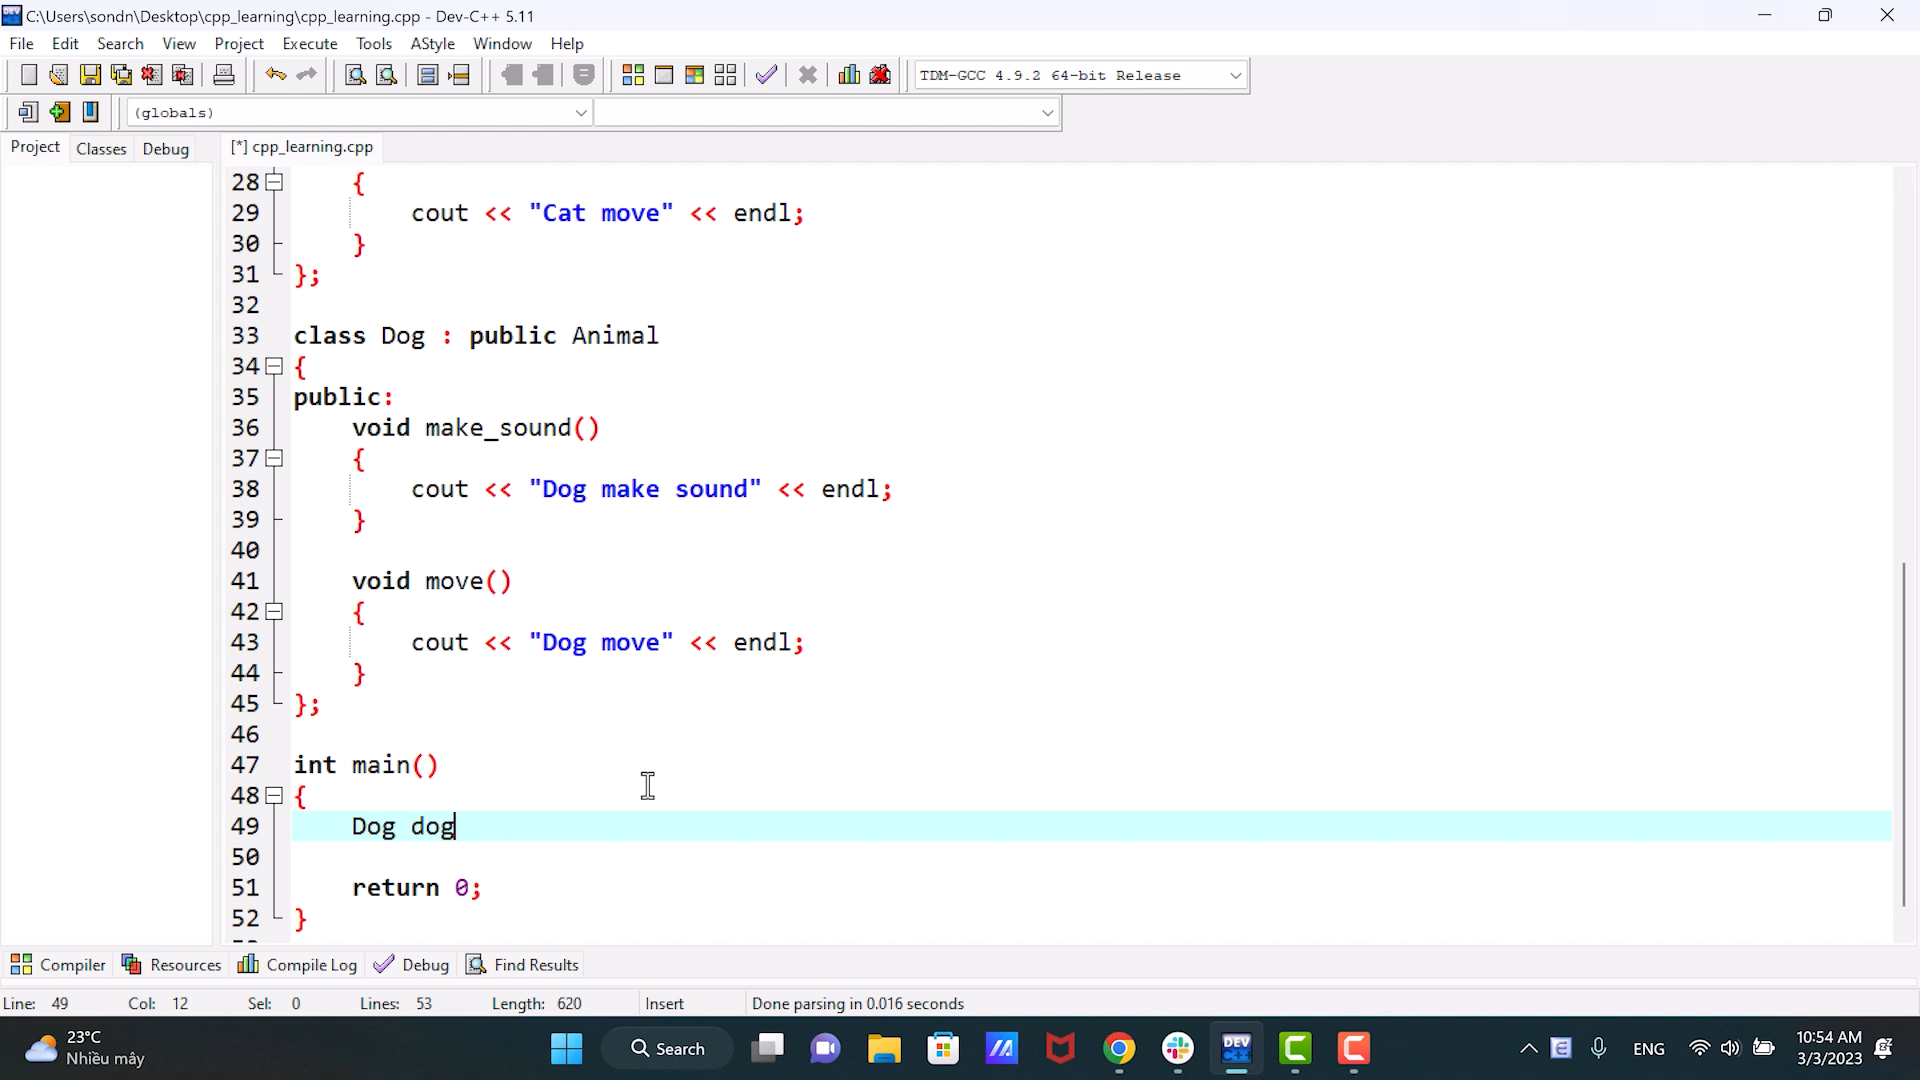 C:\Users\sondn\Desktop\cpp_learning\cpp_learning.cpp - Dev-C++ 5.11
File Edit Search View Project Execute Tools AStyle Window Help
TDM-GCC 4.9.2 64-bit Release
(globals)
Project Classes Debug [*] cpp_learning.cpp
28 {
29 cout << "Cat move" << endl;
30 }
31 };
32
33 class Dog : public Animal
34 {
35 public:
36 void make_sound()
37 {
38 cout << "Dog make sound" << endl;
39 }
40
41 void move()
42 {
43 cout << "Dog move" << endl;
44 }
45 };
46
47 int main()
48 {
49 Dog dog
50
51 return 0;
52 }
Compiler Resources Compile Log Debug Find Results
Line: 49 Col: 12 Sel: 0 Lines: 53 Length: 620 Insert Done parsing in 0.016 seconds
23°C
Nhiều mây
Search
DEV C++
ENG
10:54 AM
3/3/2023